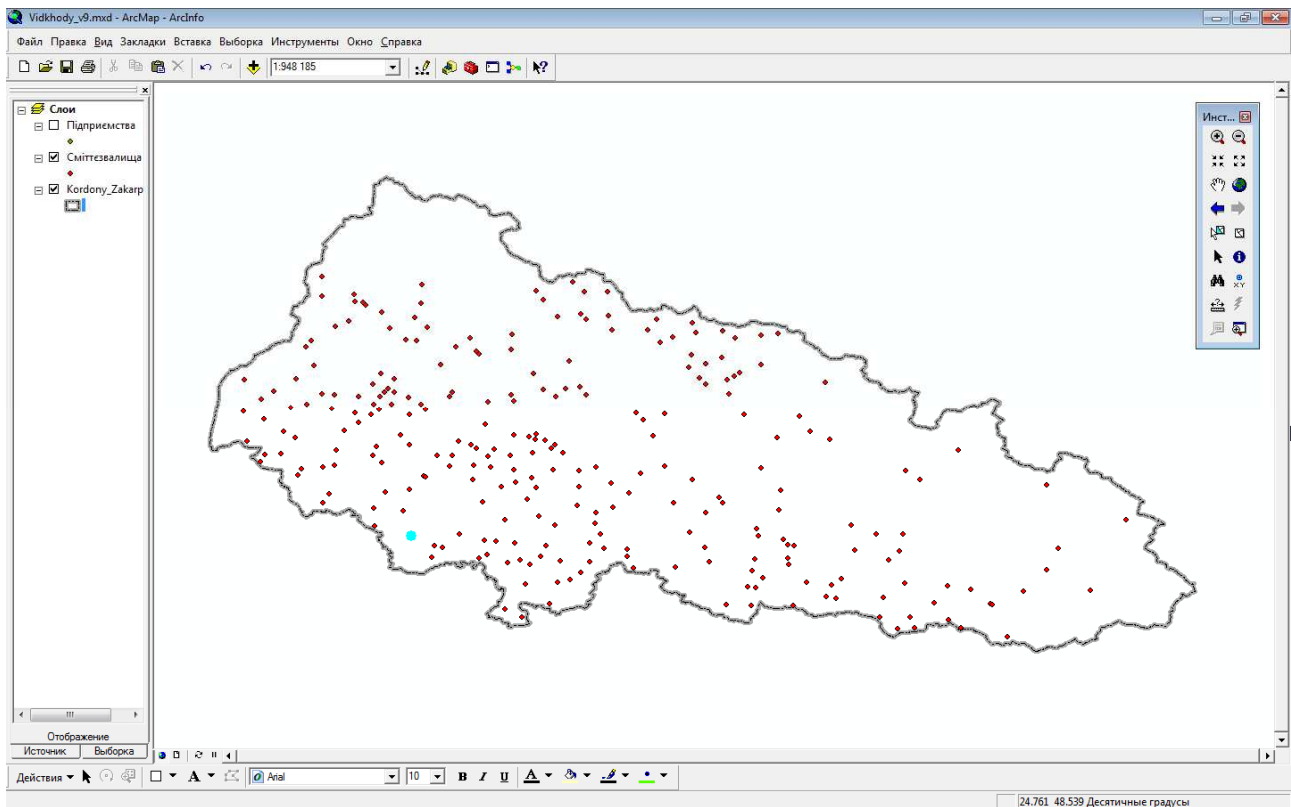 Vidkhody_v9.mxd - ArcMap - ArcInfo
Файл Правка Вид Закладки Вставка Выборка Инструменты Окно Справка
1:948 185
Слои
Підприємства
Сміттєзвалища
Kordony_Zakarp
Инст...
XY
Отображение
Источник Выборка
Действия A Arial 10 B I U A
24.761 48.539 Десятичные градусы